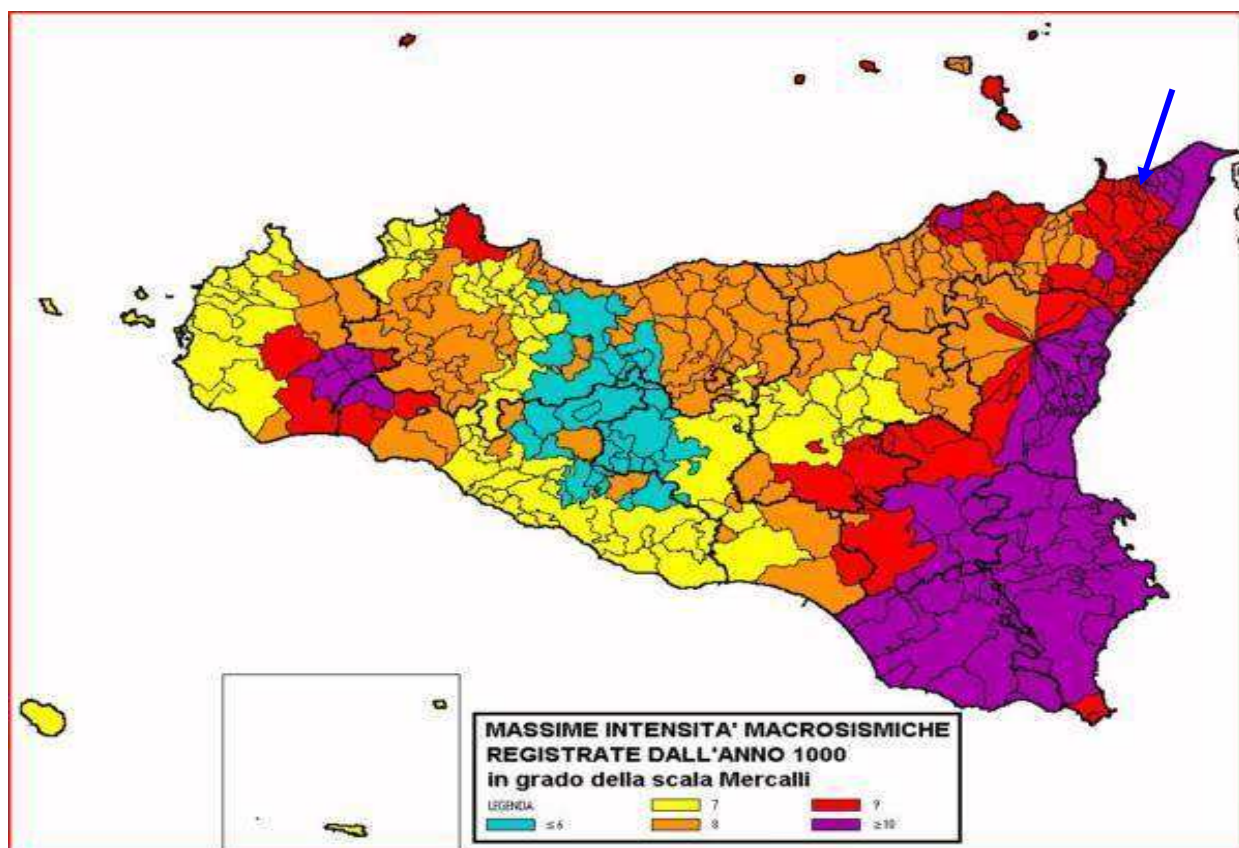 MASSIME INTENSITA' MACROSISMICHE
REGISTRATE DALL'ANNO 1000
in grado della scala Mercalli
LEGENDA
7
9
≤6
8
≥10